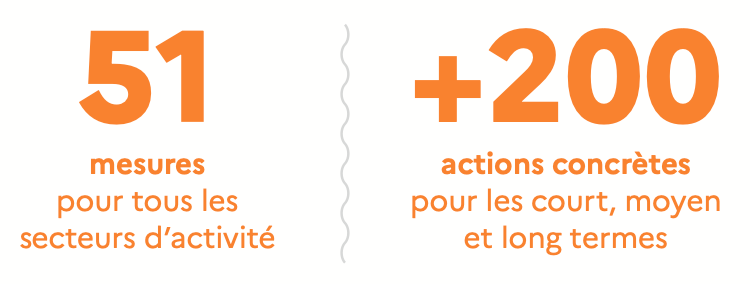 51
mesures
pour tous les
secteurs d’activité
+200
actions concrètes
pour les court, moyen
et long termes